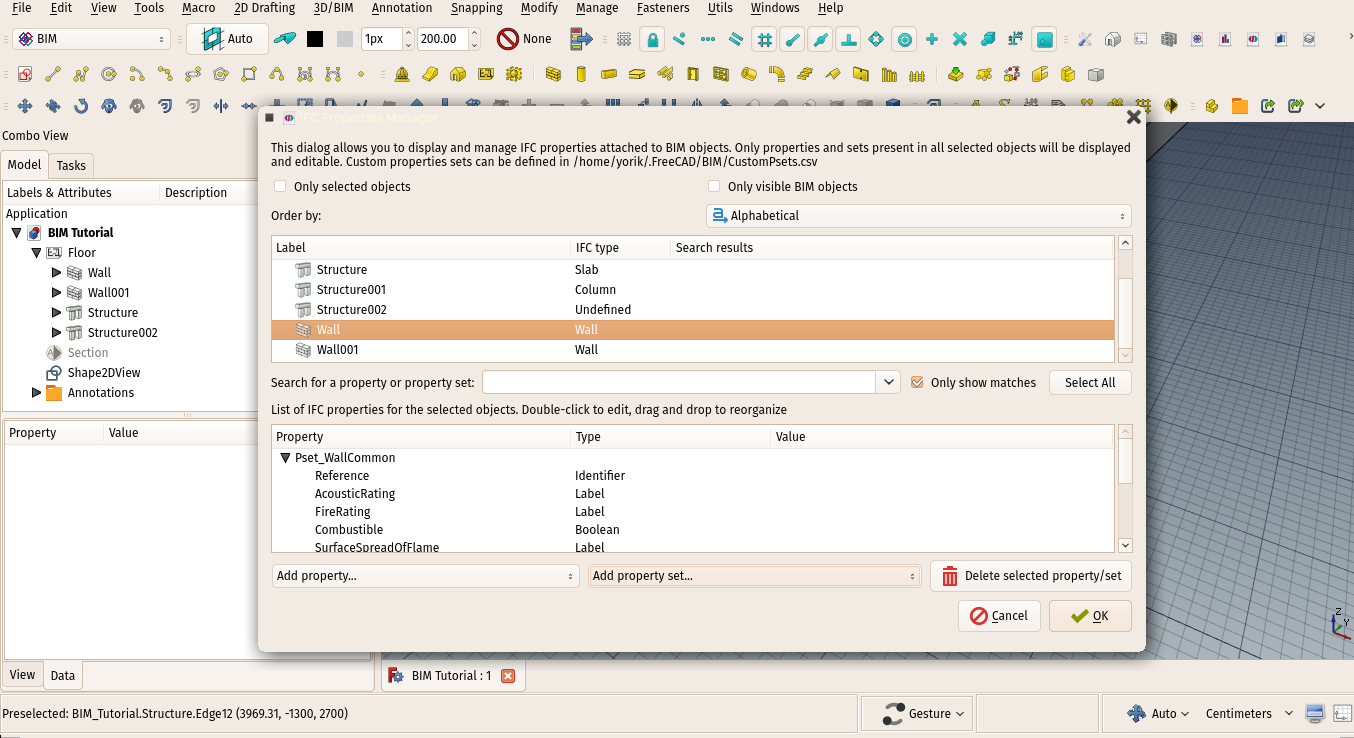 File Edit View Tools Macro 2D Drafting 3D/BIM Annotation Snapping Modify Manage Fasteners Utils Windows Help
BIM Auto 1px 200.00 None
Combo View
Model Tasks
Labels & Attributes Description
Application
BIM Tutorial
Floor
Wall
Wall001
Structure
Structure002
Section
Shape2DView
Annotations
Property Value
View Data
IFC Properties Manager
This dialog allows you to display and manage IFC properties attached to BIM objects. Only properties and sets present in all selected objects will be displayed
and editable. Custom properties sets can be defined in /home/yorik/.FreeCAD/BIM/CustomPsets.csv
Only selected objects Only visible BIM objects
Order by: Alphabetical
Label IFC type Search results
Structure Slab
Structure001 Column
Structure002 Undefined
Wall Wall
Wall001 Wall
Search for a property or property set: Only show matches Select All
List of IFC properties for the selected objects. Double-click to edit, drag and drop to reorganize
Property Type Value
Pset_WallCommon
Reference Identifier
AcousticRating Label
FireRating Label
Combustible Boolean
SurfaceSpreadOfFlame Label
Add property... Add property set... Delete selected property/set
Cancel OK
Z
Y
BIM Tutorial : 1
Preselected: BIM_Tutorial.Structure.Edge12 (3969.31, -1300, 2700) Gesture Auto Centimeters